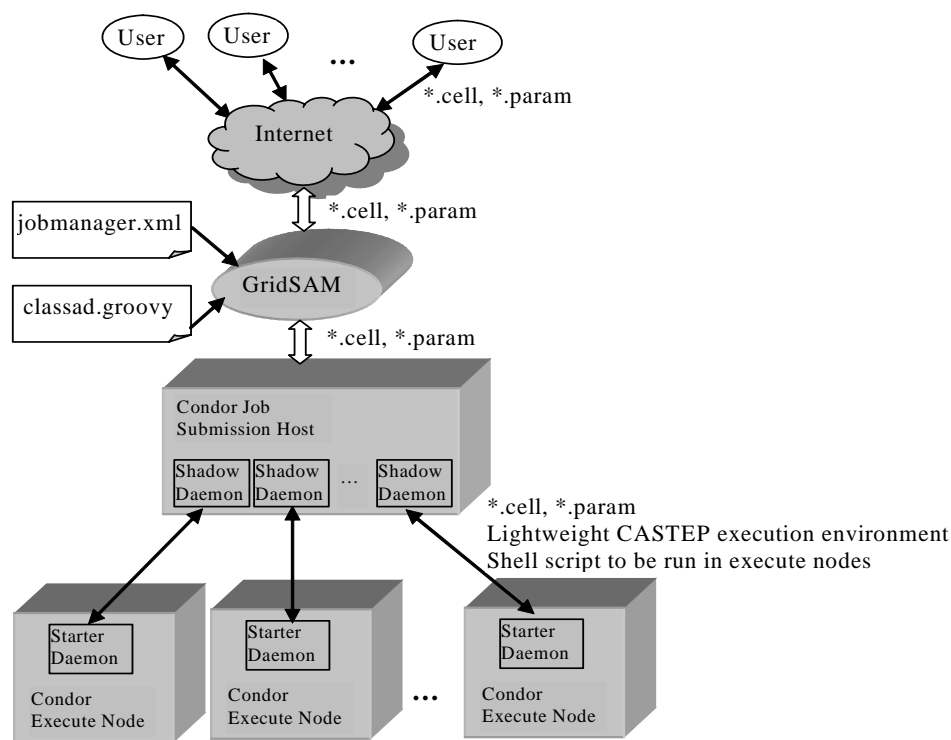 User
User
...
User
*.cell, *.param
Internet
*.cell, *.param
jobmanager.xml
GridSAM
classad.groovy
*.cell, *.param
Condor Job
Submission Host
Shadow
Daemon
Shadow
Daemon
...
Shadow
Daemon
*.cell, *.param
Lightweight CASTEP execution environment
Shell script to be run in execute nodes
Starter
Daemon
Condor
Execute Node
Starter
Daemon
Condor
Execute Node
...
Starter
Daemon
Condor
Execute Node